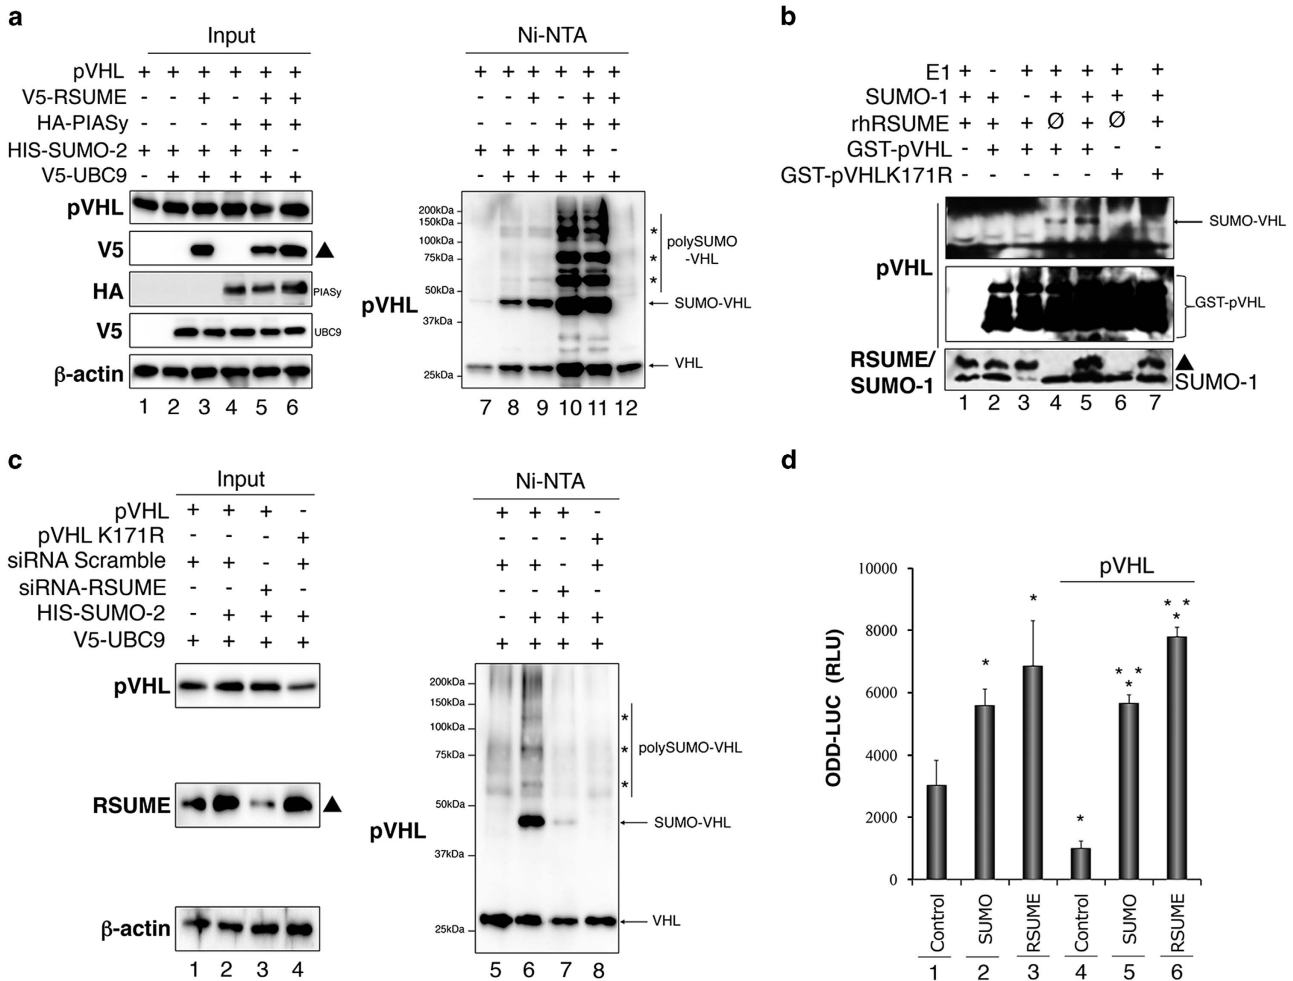 a
Input
pVHL + + + + + +
V5-RSUME - - + - + +
HA-PIASy - - - + + +
HIS-SUMO-2 + + + + + -
V5-UBC9 - + + + + +
pVHL
V5 ▲
HA PIASy
V5 UBC9
β-actin
1 2 3 4 5 6
Ni-NTA
+ + + + + +
- - + - + +
- - - + + +
+ + + + + -
- + + + + +
200kDa
150kDa
100kDa
75kDa
50kDa
37kDa
25kDa
pVHL
*
*
*
polySUMO
-VHL
SUMO-VHL
VHL
7 8 9 10 11 12
b
E1 + - + + + + +
SUMO-1 + + - + + + +
rhRSUME + + + Ø + Ø +
GST-pVHL - + + + + - -
GST-pVHLK171R - - - - - + +
pVHL
SUMO-VHL
GST-pVHL
RSUME/
SUMO-1
▲
SUMO-1
1 2 3 4 5 6 7
c
Input
pVHL + + + -
pVHL K171R - - - +
siRNA Scramble + + - +
siRNA-RSUME - - + -
HIS-SUMO-2 - + + +
V5-UBC9 + + + +
pVHL
RSUME ▲
β-actin
1 2 3 4
Ni-NTA
+ + + -
- - - +
+ + - +
- - + -
- + + +
+ + + +
200kDa
150kDa
100kDa
75kDa
50kDa
37kDa
25kDa
pVHL
*
*
*
polySUMO-VHL
SUMO-VHL
VHL
5 6 7 8
d
pVHL
ODD-LUC (RLU)
10000
8000
6000
4000
2000
0
*
*
*
* *
*
* *
*
Control
SUMO
RSUME
Control
SUMO
RSUME
1 2 3 4 5 6